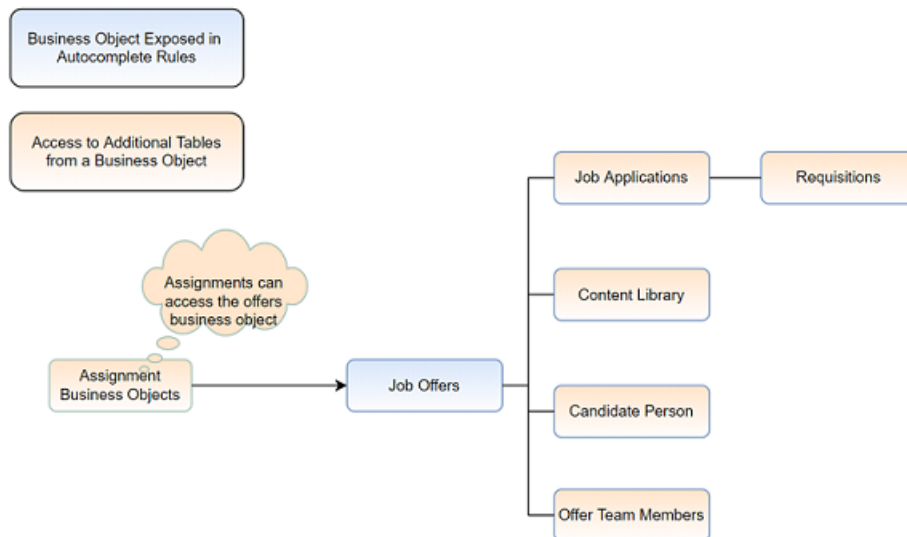 Business Object Exposed in
Autocomplete Rules
Access to Additional Tables
from a Business Object
Job Applications
Requisitions
Assignments can
access the offers
business object
Content Library
Assignment
Business Objects
Job Offers
Candidate Person
Offer Team Members